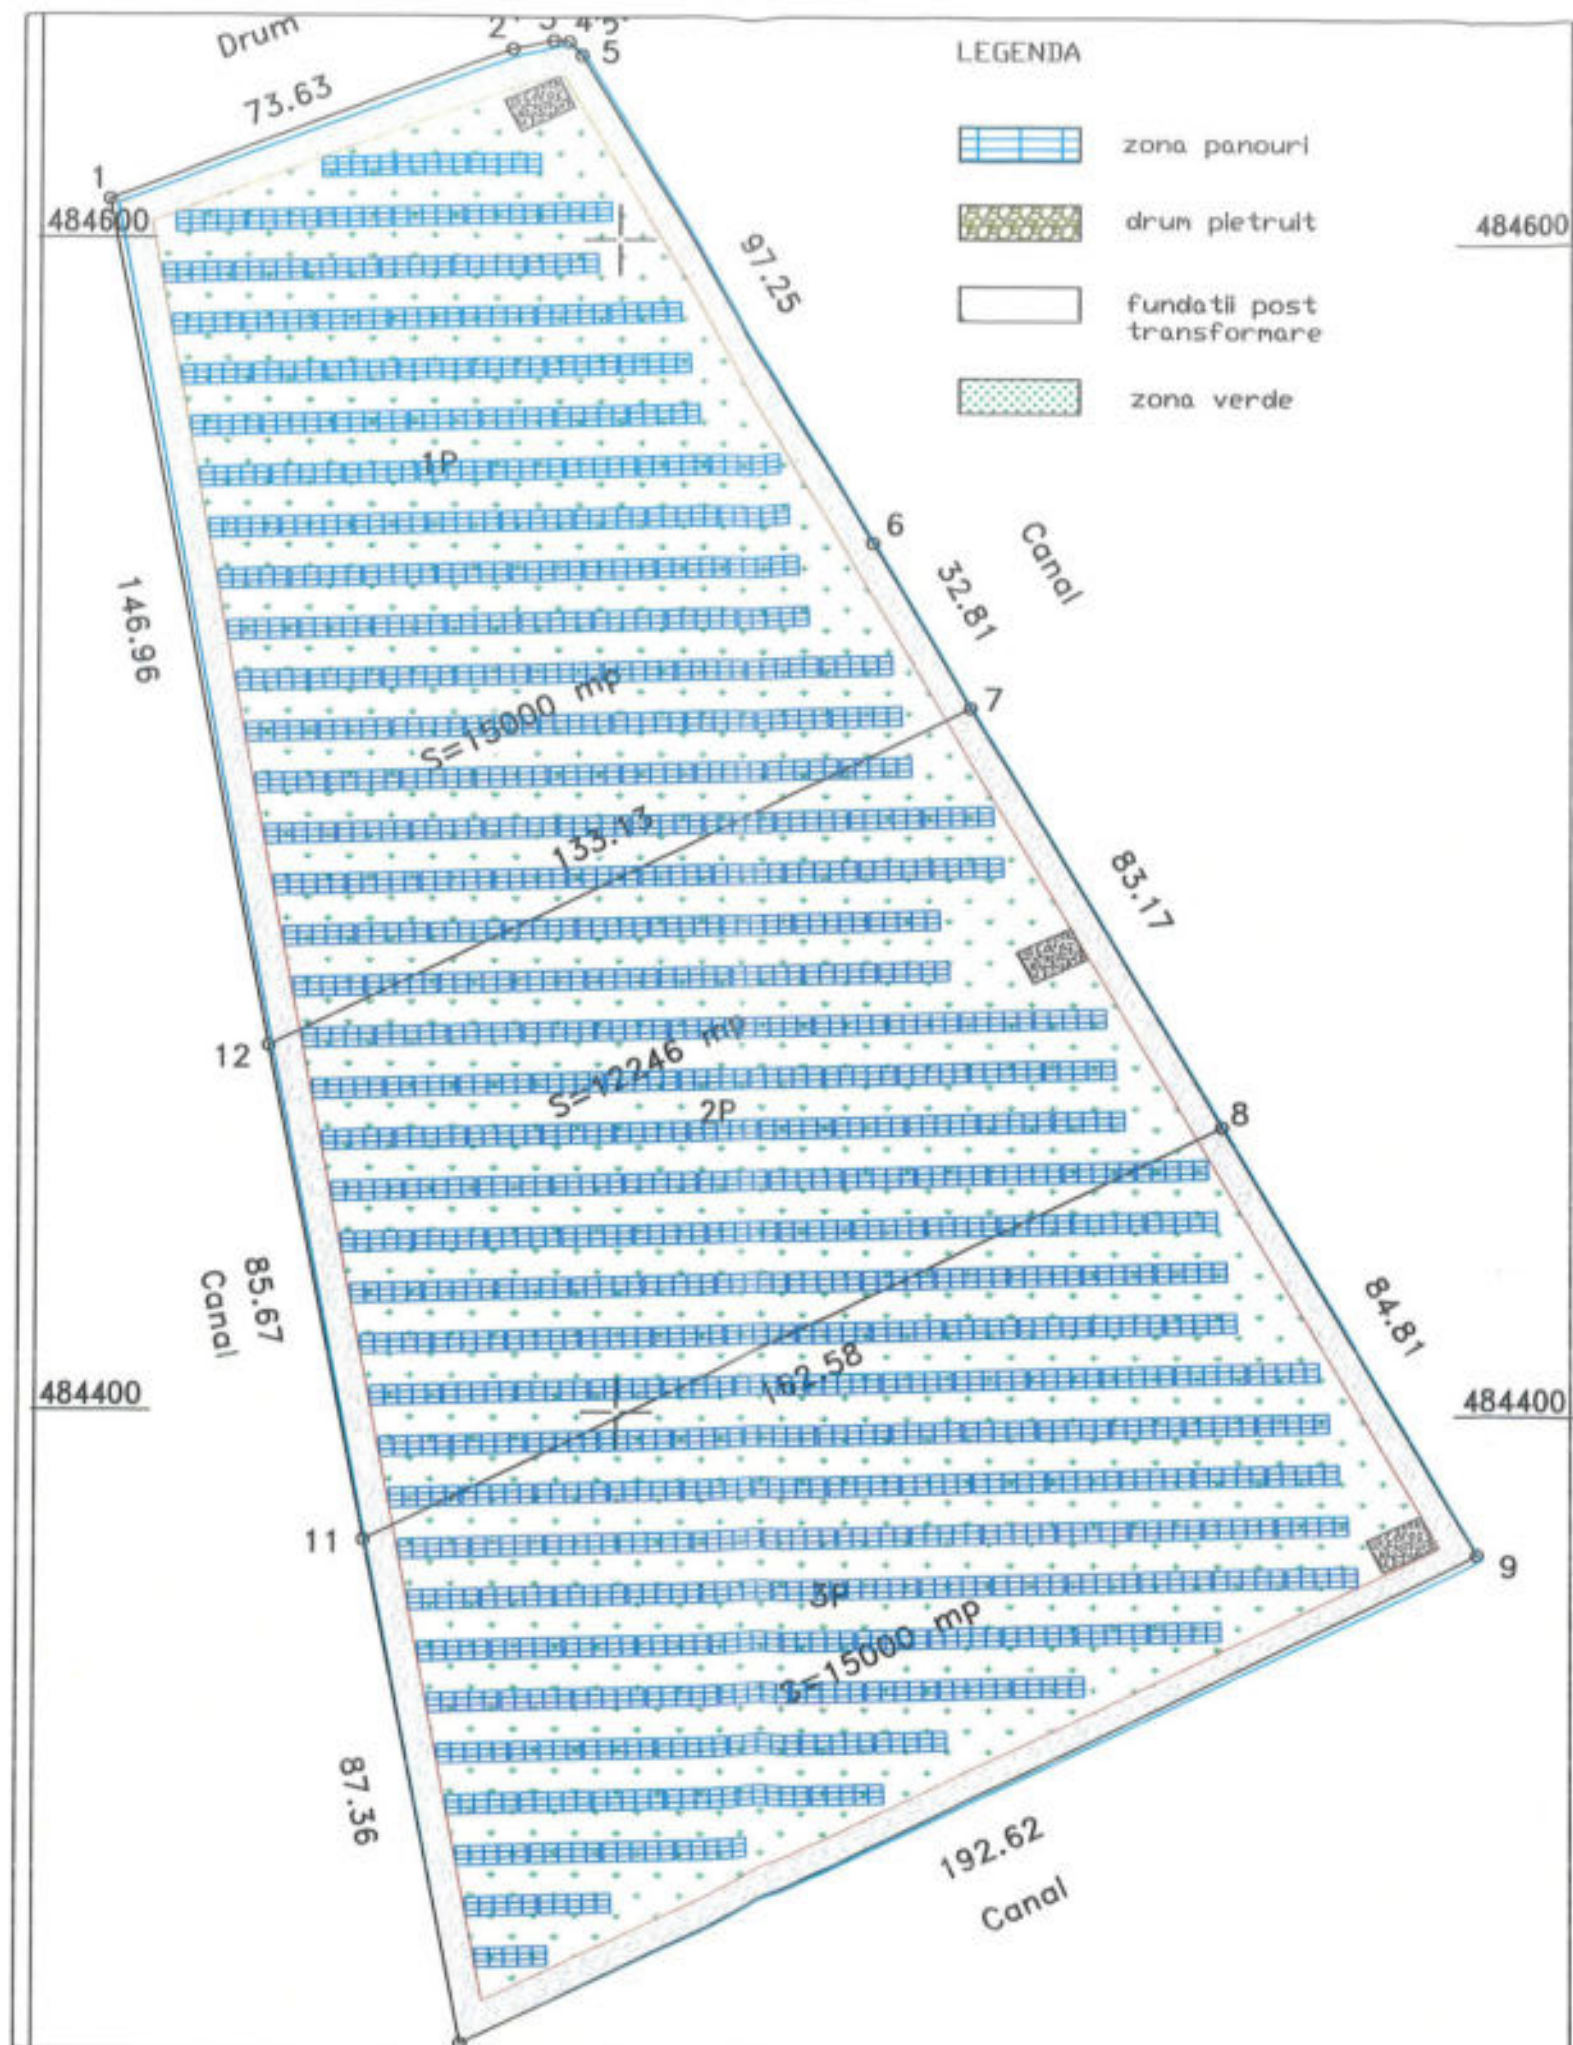 Drum
2
3
4
5
73.63
1
484600
LEGENDA
zona panouri
drum pietruit
fundatii post
transformare
zona verde
484600
97.25
1P
6
Canal
32.81
146.96
S=15000 mp
7
133.13
83.17
12
S=12246 mp
2P
8
85.67
Canal
84.81
162.58
484400
484400
11
3P
S=15000 mp
9
87.36
192.62
Canal